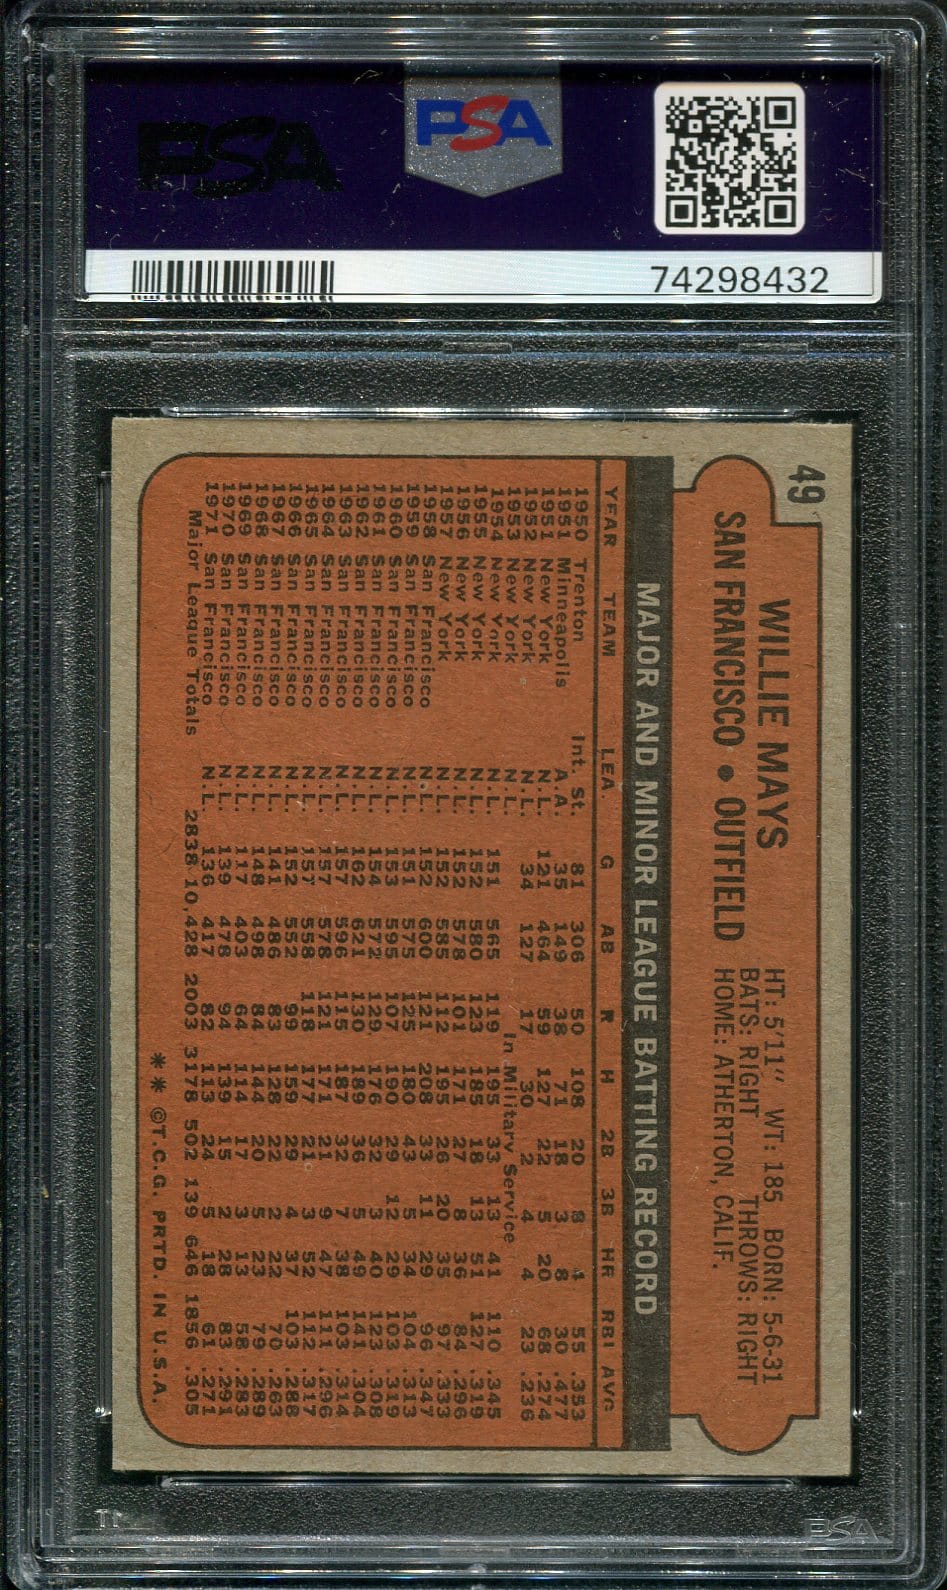 PSA
PSA
74298432
49
WILLIE MAYS
SAN FRANCISCO • OUTFIELD
HT: 5'11" WT: 185 BORN: 5-6-31
BATS: RIGHT THROWS: RIGHT
HOME: ATHERTON, CALIF.
MAJOR AND MINOR LEAGUE BATTING RECORD
YEAR TEAM LEA. G AB R H 2B 3B HR RBI AVG
1950 Trenton Int. St. 81 306 50 108 20 8 4 55 .353
1951 Minneapolis A.A. 35 149 38 71 18 3 8 30 .477
1951 New York N.L. 121 464 59 127 22 5 20 68 .274
1952 New York N.L. 34 127 17 30 2 4 4 23 .236
1953 New York N.L. In Military Service
1954 New York N.L. 151 565 119 195 33 13 41 110 .345
1955 New York N.L. 152 580 123 185 18 13 51 127 .319
1956 New York N.L. 152 578 101 171 27 8 36 84 .296
1957 New York N.L. 152 585 112 195 26 20 35 97 .333
1958 San Francisco N.L. 152 600 121 208 33 11 29 96 .347
1959 San Francisco N.L. 151 575 125 180 43 5 34 104 .313
1960 San Francisco N.L. 153 595 107 190 29 12 29 103 .319
1961 San Francisco N.L. 154 572 129 176 32 3 40 123 .308
1962 San Francisco N.L. 162 621 130 189 36 5 49 141 .304
1963 San Francisco N.L. 157 596 115 187 32 7 38 103 .314
1964 San Francisco N.L. 157 578 121 171 21 9 47 111 .296
1965 San Francisco N.L. 157 558 118 177 21 3 52 112 .317
1966 San Francisco N.L. 152 552 99 159 29 4 37 103 .288
1967 San Francisco N.L. 141 486 83 128 22 2 22 70 .263
1968 San Francisco N.L. 148 498 84 144 20 5 23 79 .289
1969 San Francisco N.L. 117 403 64 114 17 3 13 58 .283
1970 San Francisco N.L. 139 478 94 139 15 2 28 83 .291
1971 San Francisco N.L. 136 417 82 113 24 5 18 61 .271
Major League Totals 2838 10,428 2003 3178 502 139 646 1856 .305
** ©T.C.G. PRTD. IN U.S.A.
PSA